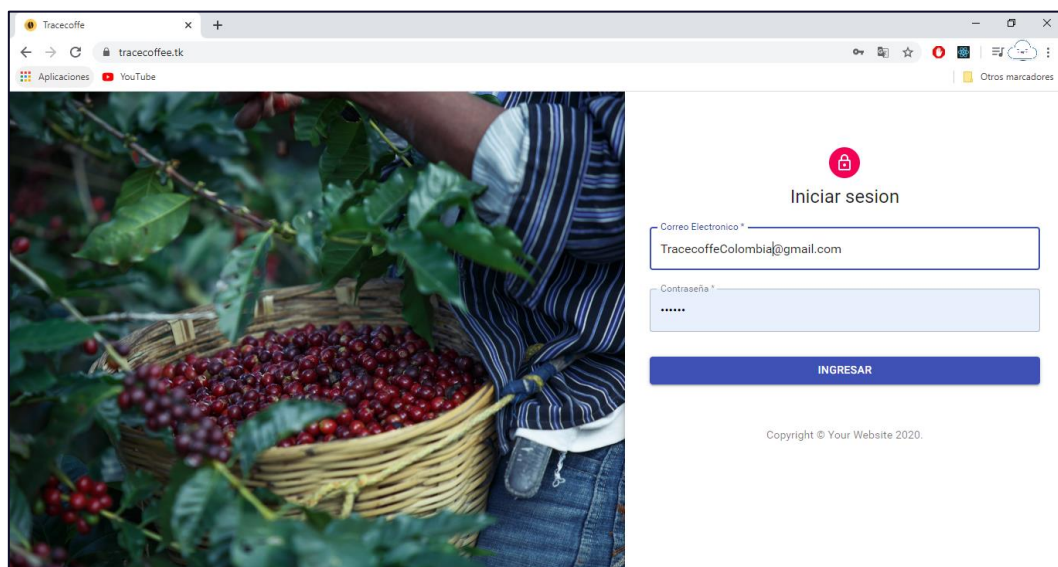 Tracecoffe
tracecoffee.tk
Aplicaciones YouTube Otros marcadores
Iniciar sesion
Correo Electronico *
TracecoffeColombia@gmail.com
Contraseña *
••••••
INGRESAR
Copyright © Your Website 2020.